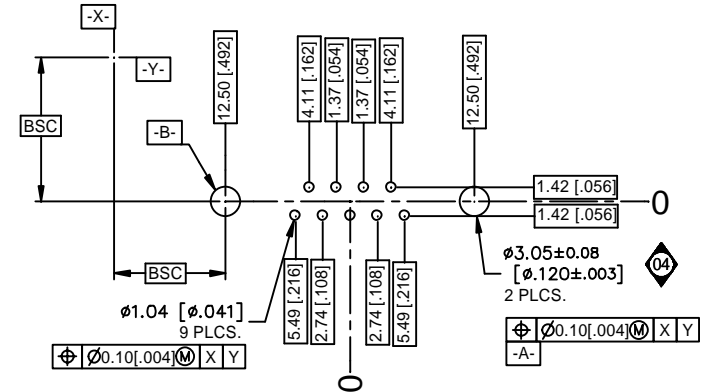 -X-
-Y-
BSC
-B-
12.50 [.492]
4.11 [.162]
1.37 [.054]
1.37 [.054]
4.11 [.162]
12.50 [.492]
1.42 [.056]
0
1.42 [.056]
BSC
ø3.05±0.08
[ø.120±.003]
2 PLCS.
04
ø1.04 [ø.041]
9 PLCS.
5.49 [.216]
2.74 [.108]
2.74 [.108]
5.49 [.216]
⌖ Ø0.10[.004]Ⓜ X Y
⌖ Ø0.10[.004]Ⓜ X Y
-A-
0